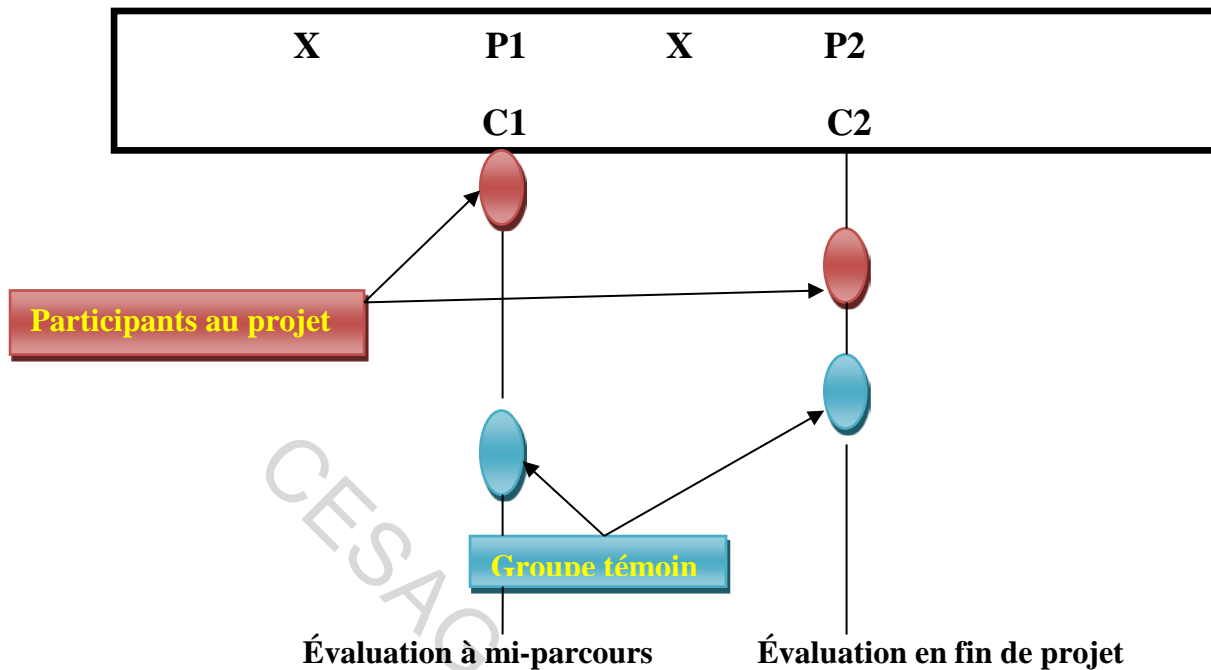 X P1 X P2
C1 C2
Participants au projet
CESAG
Groupe témoin
Évaluation à mi-parcours Évaluation en fin de projet